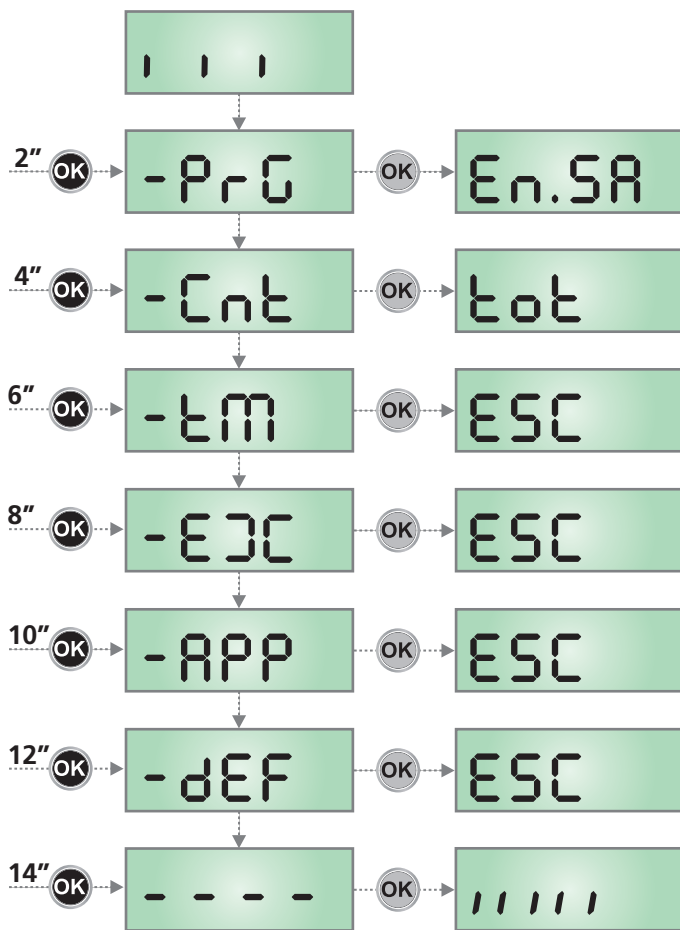 ı ı ı
2” OK -PrG OK En.SA
4” OK -Cnt OK tot
6” OK -tM OK ESC
8” OK -EJC OK ESC
10” OK -APP OK ESC
12” OK -dEF OK ESC
14” OK - - - - OK ı ı ı ı ı